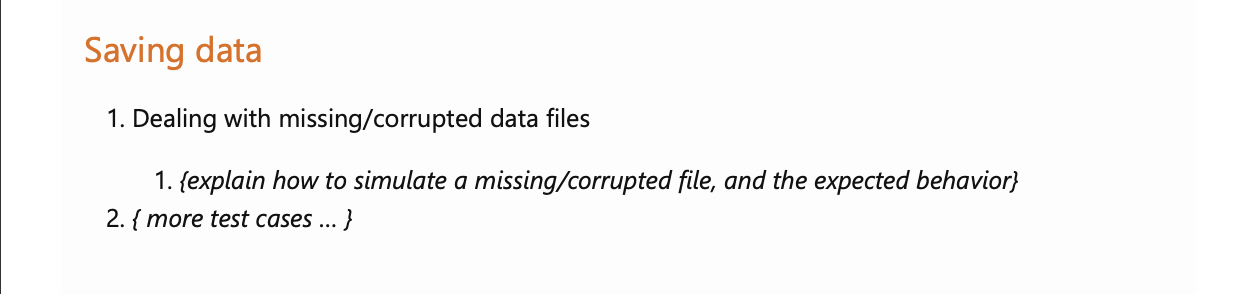 Saving data
1. Dealing with missing/corrupted data files
1. {explain how to simulate a missing/corrupted file, and the expected behavior}
2. { more test cases … }